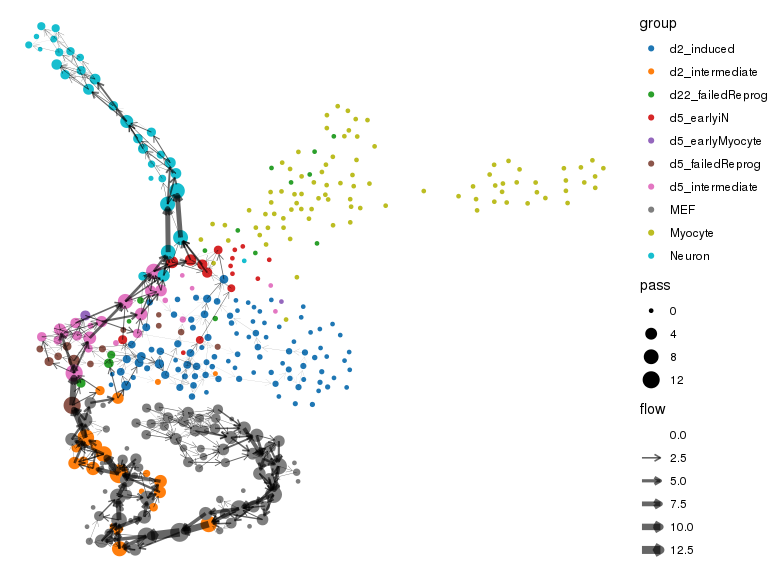 group
d2_induced
d2_intermediate
d22_failedReprog
d5_earlyiN
d5_earlyMyocyte
d5_failedReprog
d5_intermediate
MEF
Myocyte
Neuron
pass
0
4
8
12
flow
0.0
2.5
5.0
7.5
10.0
12.5